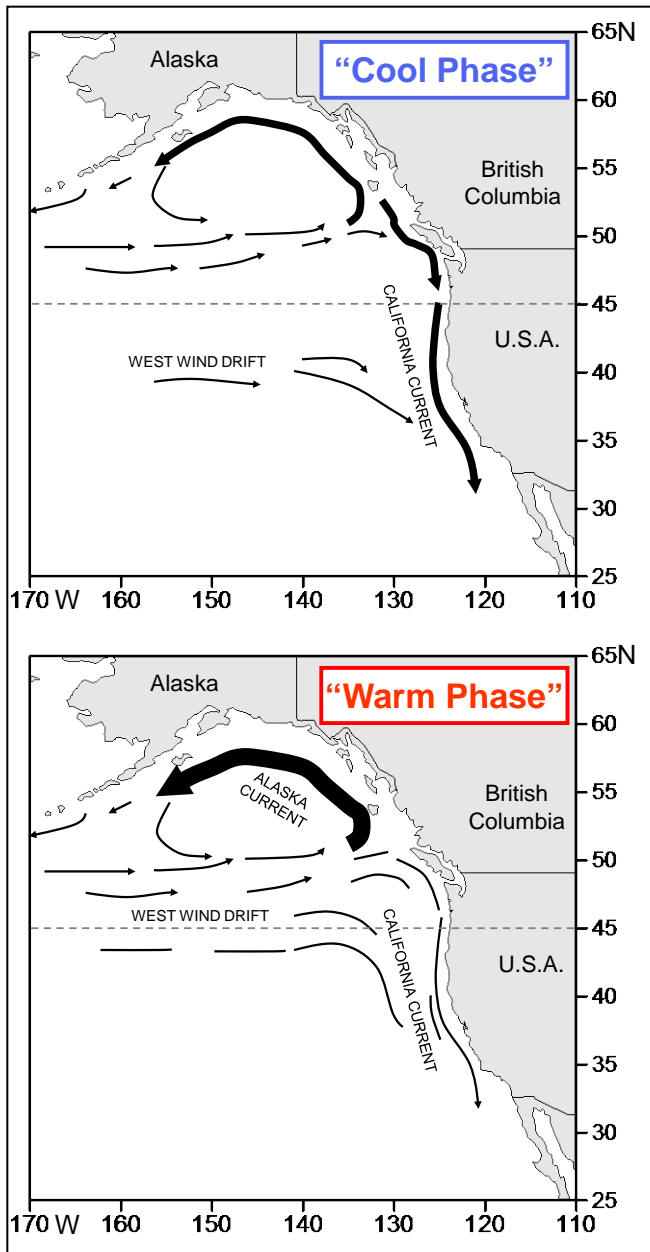 65N
Alaska
“Cool Phase”
60
55
British
Columbia
50
45
U.S.A.
WEST WIND DRIFT
CALIFORNIA CURRENT
40
35
30
25
170 W 160 150 140 130 120 110
65N
Alaska
“Warm Phase”
60
ALASKA
CURRENT
55
British
Columbia
50
WEST WIND DRIFT
45
U.S.A.
CALIFORNIA CURRENT
40
35
30
25
170 W 160 150 140 130 120 110